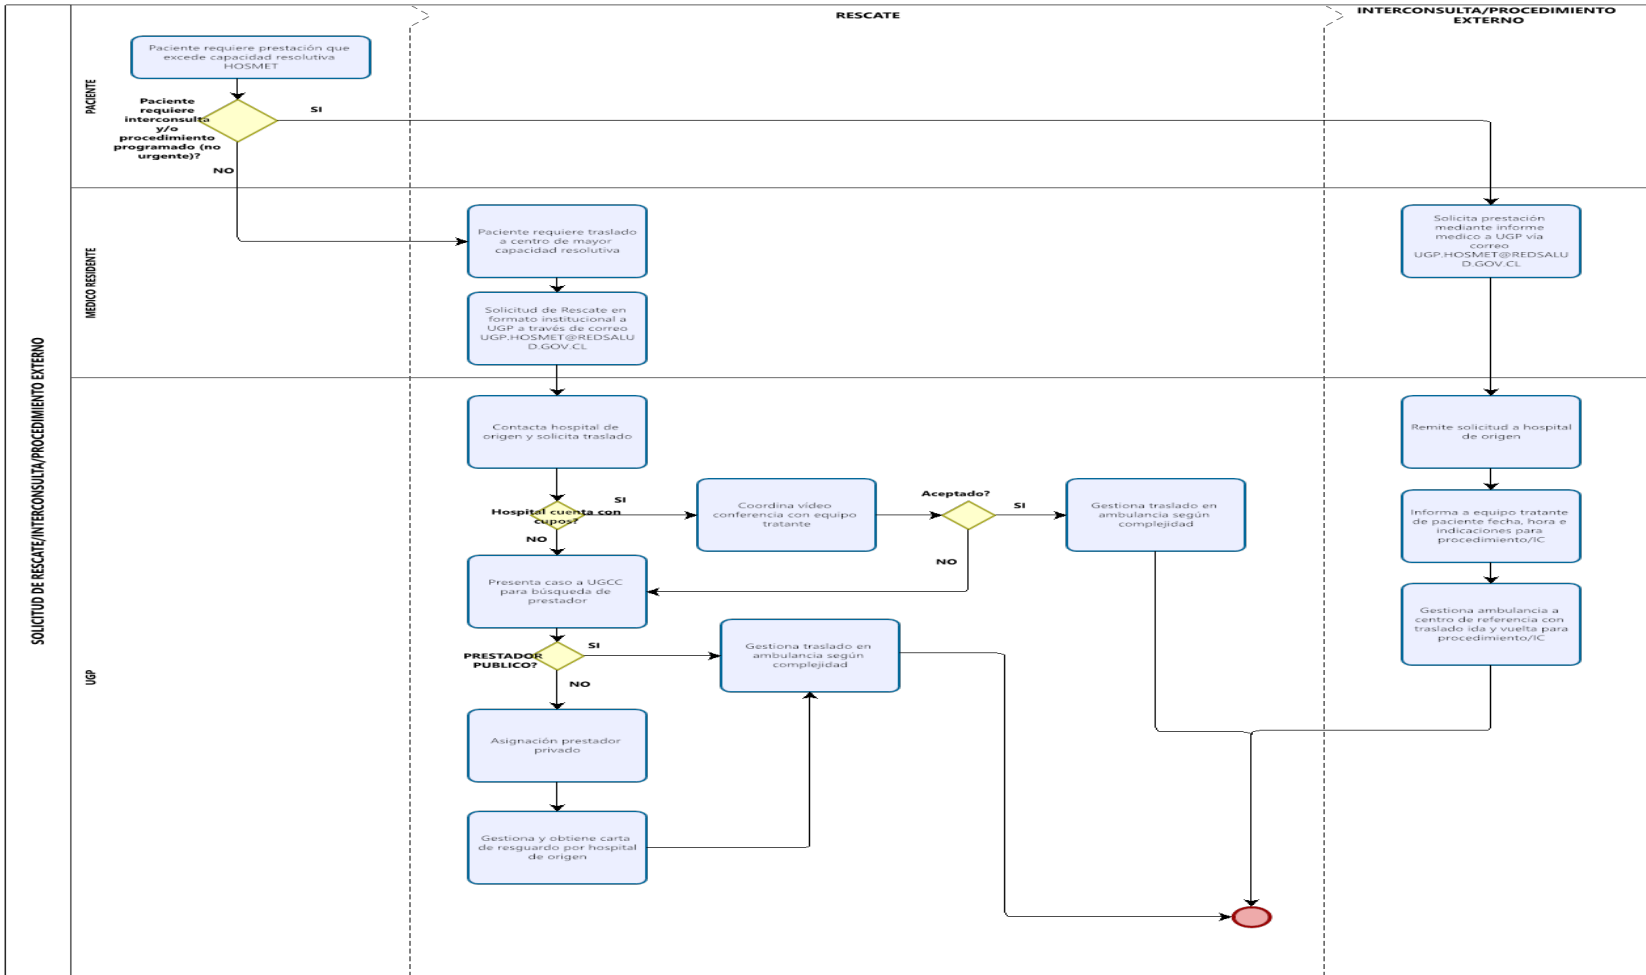 SOLICITUD DE RESCATE/INTERCONSULTA/PROCEDIMIENTO EXTERNO
RESCATE
INTERCONSULTA/PROCEDIMIENTO
EXTERNO
PACIENTE
Paciente requiere prestación que
excede capacidad resolutiva
HOSMET
Paciente
requiere
interconsulta
y/o
procedimiento
programado (no
urgente)?
SI
NO
MEDICO RESIDENTE
Paciente requiere traslado
a centro de mayor
capacidad resolutiva
Solicitud de Rescate en
formato institucional a
UGP a través de correo
UGP.HOSMET@REDSALU
D.GOV.CL
Solicita prestación
mediante informe
medico a UGP vía
correo
UGP.HOSMET@REDSALU
D.GOV.CL
UGP
Contacta hospital de
origen y solicita traslado
Hospital cuenta con
cupos?
SI
NO
Coordina vídeo
conferencia con equipo
tratante
Aceptado?
SI
NO
Gestiona traslado en
ambulancia según
complejidad
Presenta caso a UGCC
para búsqueda de
prestador
PRESTADOR
PUBLICO?
SI
NO
Gestiona traslado en
ambulancia según
complejidad
Asignación prestador
privado
Gestiona y obtiene carta
de resguardo por hospital
de origen
Remite solicitud a hospital
de origen
Informa a equipo tratante
de paciente fecha, hora e
indicaciones para
procedimiento/IC
Gestiona ambulancia a
centro de referencia con
traslado ida y vuelta para
procedimiento/IC